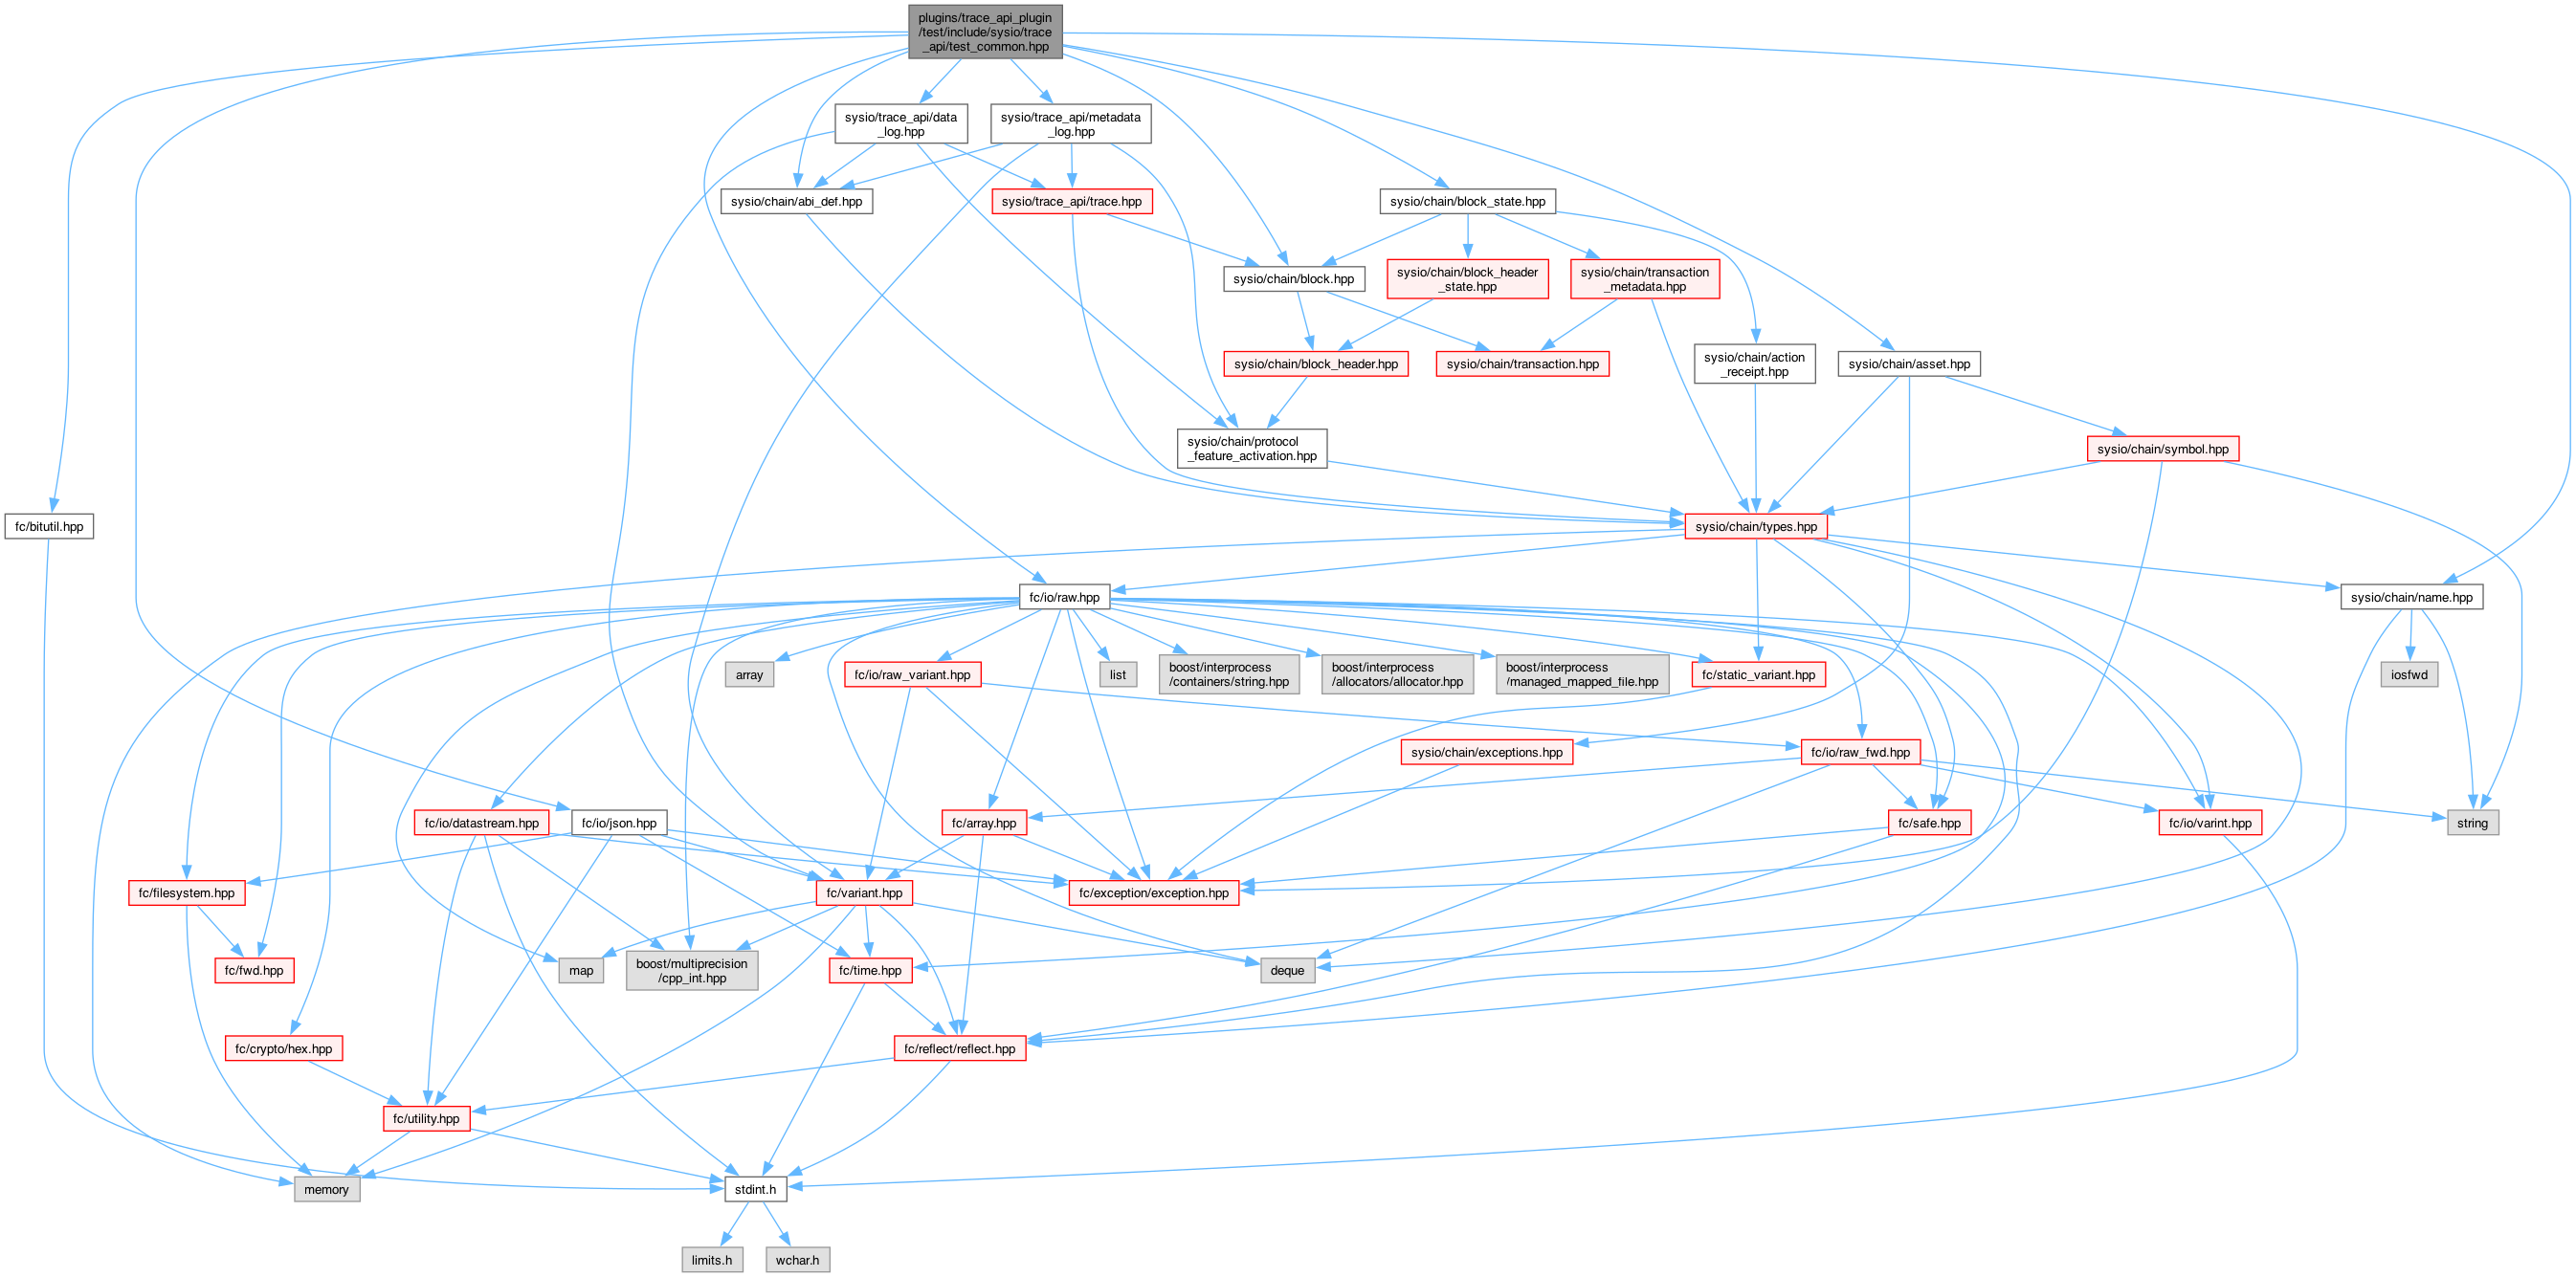 plugins/trace_api_plugin
/test/include/sysio/trace
_api/test_common.hpp
sysio/trace_api/data
_log.hpp
sysio/trace_api/metadata
_log.hpp
sysio/chain/abi_def.hpp
sysio/trace_api/trace.hpp
sysio/chain/block_state.hpp
sysio/chain/block.hpp
sysio/chain/block_header
_state.hpp
sysio/chain/transaction
_metadata.hpp
sysio/chain/block_header.hpp
sysio/chain/transaction.hpp
sysio/chain/action
_receipt.hpp
sysio/chain/asset.hpp
sysio/chain/protocol
_feature_activation.hpp
sysio/chain/symbol.hpp
fc/bitutil.hpp
sysio/chain/types.hpp
fc/io/raw.hpp
sysio/chain/name.hpp
array
fc/io/raw_variant.hpp
list
boost/interprocess
/containers/string.hpp
boost/interprocess
/allocators/allocator.hpp
boost/interprocess
/managed_mapped_file.hpp
fc/static_variant.hpp
iosfwd
sysio/chain/exceptions.hpp
fc/io/raw_fwd.hpp
fc/io/datastream.hpp
fc/io/json.hpp
fc/array.hpp
fc/safe.hpp
fc/io/varint.hpp
string
fc/filesystem.hpp
fc/variant.hpp
fc/exception/exception.hpp
fc/fwd.hpp
map
boost/multiprecision
/cpp_int.hpp
fc/time.hpp
deque
fc/crypto/hex.hpp
fc/reflect/reflect.hpp
fc/utility.hpp
memory
stdint.h
limits.h
wchar.h